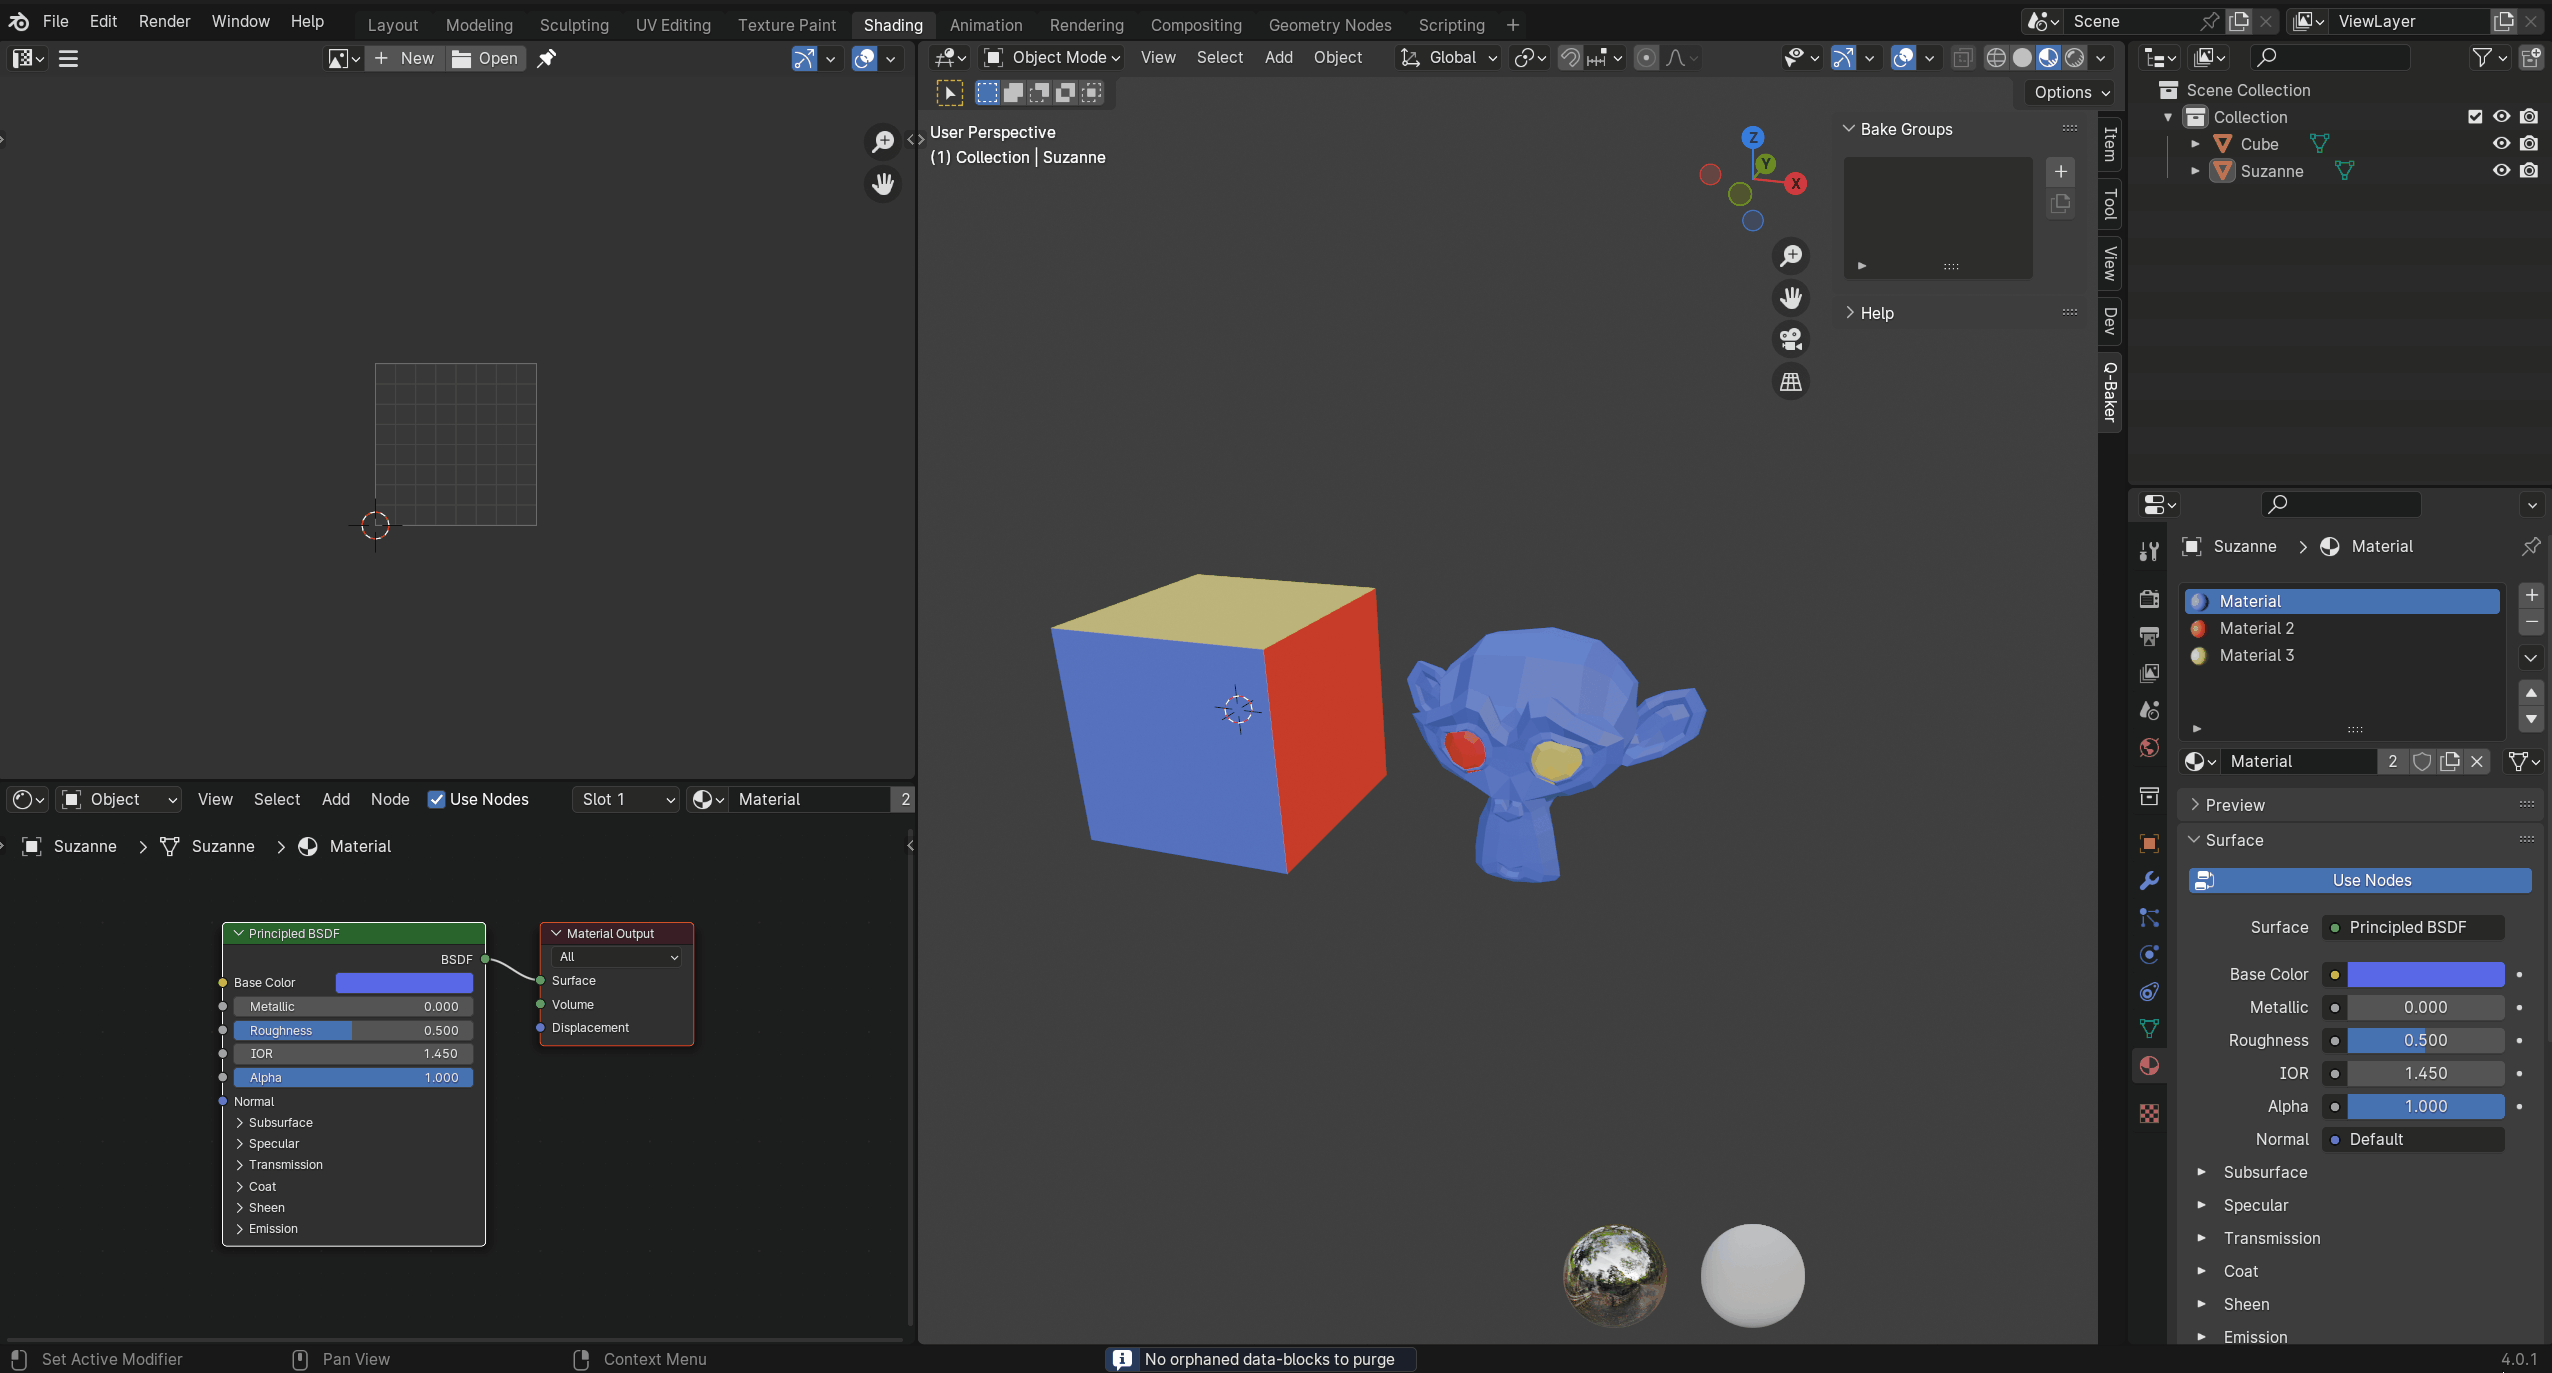 File Edit Render Window Help Layout Modeling Sculpting UV Editing Texture Paint Shading Animation Rendering Compositing Geometry Nodes Scripting Scene ViewLayer
New Open
Object Mode View Select Add Object Global
Options
User Perspective
(1) Collection | Suzanne
Z
Y
X
Bake Groups
Help
Item
Tool
View
Dev
Q-Baker
Scene Collection
Collection
Cube
Suzanne
Suzanne Material
Material
Material 2
Material 3
Material 2
Preview
Surface
Use Nodes
Surface Principled BSDF
Base Color
Metallic 0.000
Roughness 0.500
IOR 1.450
Alpha 1.000
Normal Default
Subsurface
Specular
Transmission
Coat
Sheen
Emission
Object View Select Add Node Use Nodes Slot 1 Material 2
Suzanne Suzanne Material
Principled BSDF
BSDF
Base Color
Metallic 0.000
Roughness 0.500
IOR 1.450
Alpha 1.000
Normal
Subsurface
Specular
Transmission
Coat
Sheen
Emission
Material Output
All
Surface
Volume
Displacement
Set Active Modifier Pan View Context Menu No orphaned data-blocks to purge 4.0.1